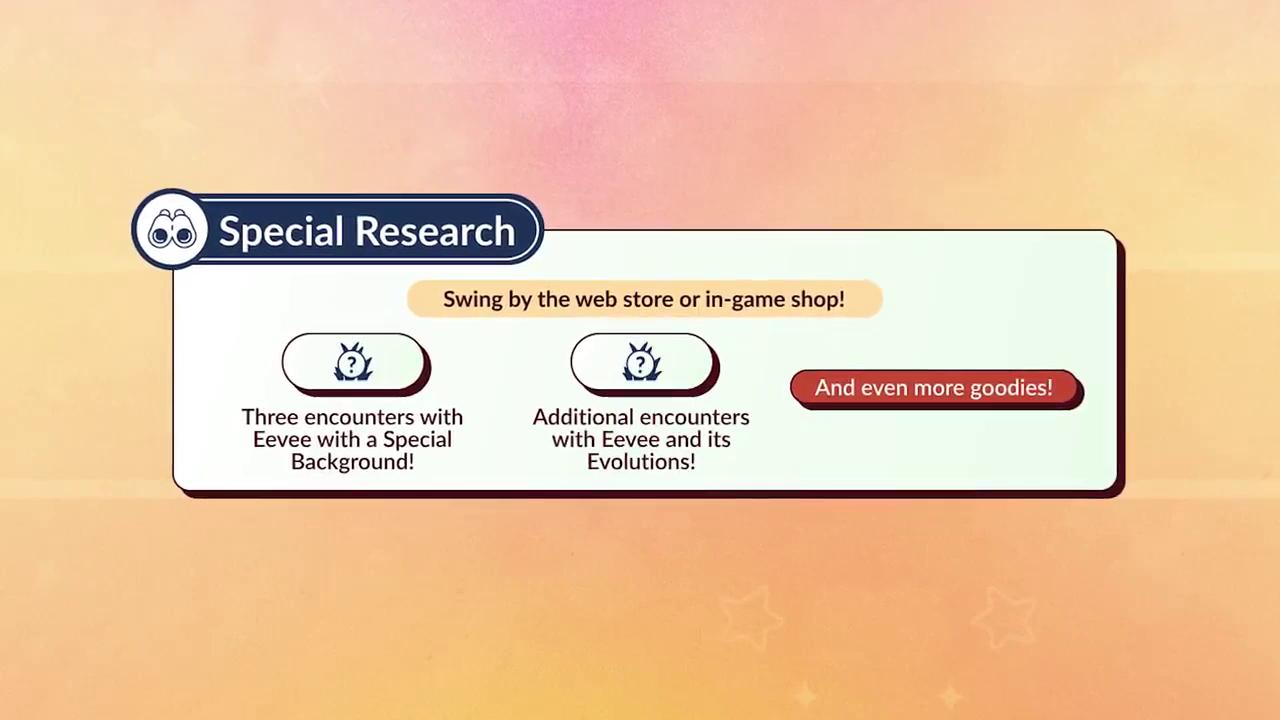 Special Research
Swing by the web store or in-game shop!
?
Three encounters with
Eevee with a Special
Background!
?
Additional encounters
with Eevee and its
Evolutions!
And even more goodies!